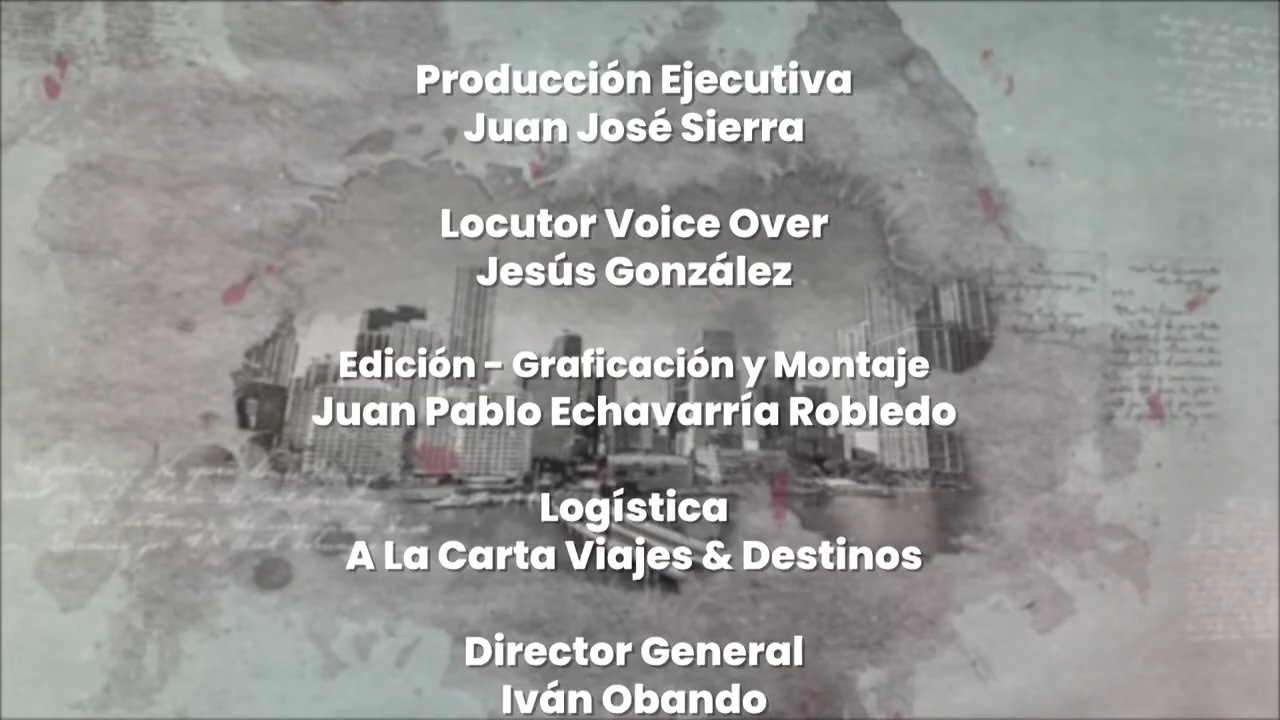 Producción Ejecutiva
Juan José Sierra
Locutor Voice Over
Jesús González
Edición - Graficación y Montaje
Juan Pablo Echavarría Robledo
Logística
A La Carta Viajes & Destinos
Director General
Iván Obando